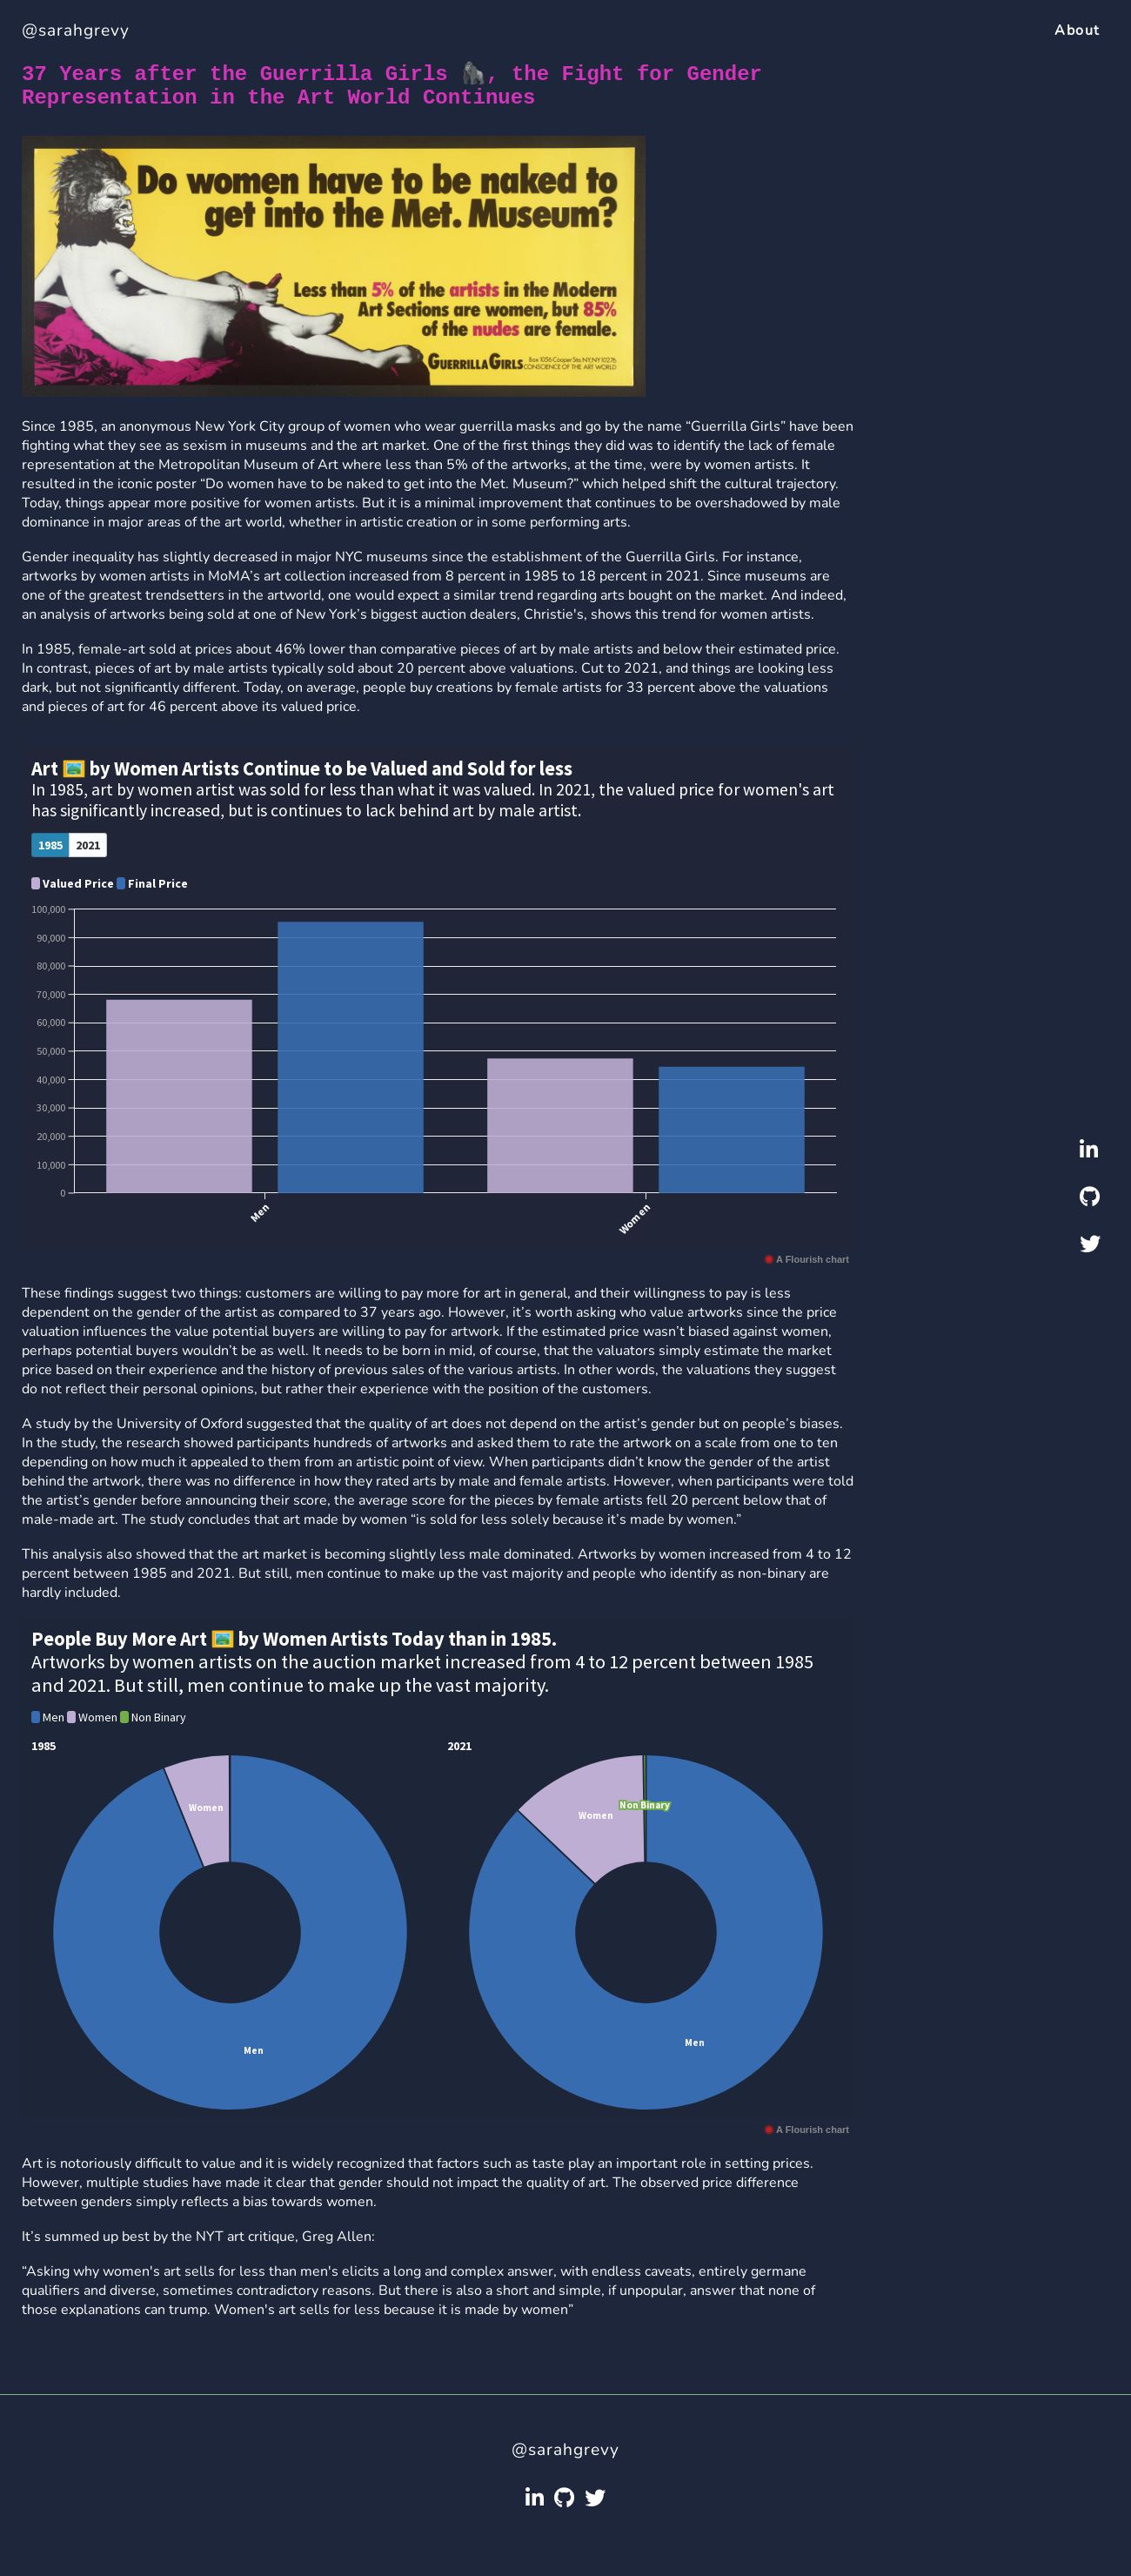 @sarahgrevy
About
37 Years after the Guerrilla Girls 🦍, the Fight for Gender
Representation in the Art World Continues
Do women have to be naked to
get into the Met. Museum?
Less than 5% of the artists in the Modern
Art Sections are women, but 85%
of the nudes are female.
GUERRILLA GIRLS Box 1056 Cooper Sta. NY, NY 10276
CONSCIENCE OF THE ART WORLD
Since 1985, an anonymous New York City group of women who wear guerrilla masks and go by the name “Guerrilla Girls” have been
fighting what they see as sexism in museums and the art market. One of the first things they did was to identify the lack of female
representation at the Metropolitan Museum of Art where less than 5% of the artworks, at the time, were by women artists. It
resulted in the iconic poster “Do women have to be naked to get into the Met. Museum?” which helped shift the cultural trajectory.
Today, things appear more positive for women artists. But it is a minimal improvement that continues to be overshadowed by male
dominance in major areas of the art world, whether in artistic creation or in some performing arts.
Gender inequality has slightly decreased in major NYC museums since the establishment of the Guerrilla Girls. For instance,
artworks by women artists in MoMA’s art collection increased from 8 percent in 1985 to 18 percent in 2021. Since museums are
one of the greatest trendsetters in the artworld, one would expect a similar trend regarding arts bought on the market. And indeed,
an analysis of artworks being sold at one of New York’s biggest auction dealers, Christie's, shows this trend for women artists.
In 1985, female-art sold at prices about 46% lower than comparative pieces of art by male artists and below their estimated price.
In contrast, pieces of art by male artists typically sold about 20 percent above valuations. Cut to 2021, and things are looking less
dark, but not significantly different. Today, on average, people buy creations by female artists for 33 percent above the valuations
and pieces of art for 46 percent above its valued price.
Art 🖼️ by Women Artists Continue to be Valued and Sold for less
In 1985, art by women artist was sold for less than what it was valued. In 2021, the valued price for women's art
has significantly increased, but is continues to lack behind art by male artist.
1985 2021
Valued Price Final Price
100,000
90,000
80,000
70,000
60,000
50,000
40,000
30,000
20,000
10,000
0
Men
Women
A Flourish chart
These findings suggest two things: customers are willing to pay more for art in general, and their willingness to pay is less
dependent on the gender of the artist as compared to 37 years ago. However, it’s worth asking who value artworks since the price
valuation influences the value potential buyers are willing to pay for artwork. If the estimated price wasn’t biased against women,
perhaps potential buyers wouldn’t be as well. It needs to be born in mid, of course, that the valuators simply estimate the market
price based on their experience and the history of previous sales of the various artists. In other words, the valuations they suggest
do not reflect their personal opinions, but rather their experience with the position of the customers.
A study by the University of Oxford suggested that the quality of art does not depend on the artist’s gender but on people’s biases.
In the study, the research showed participants hundreds of artworks and asked them to rate the artwork on a scale from one to ten
depending on how much it appealed to them from an artistic point of view. When participants didn’t know the gender of the artist
behind the artwork, there was no difference in how they rated arts by male and female artists. However, when participants were told
the artist’s gender before announcing their score, the average score for the pieces by female artists fell 20 percent below that of
male-made art. The study concludes that art made by women “is sold for less solely because it’s made by women.”
This analysis also showed that the art market is becoming slightly less male dominated. Artworks by women increased from 4 to 12
percent between 1985 and 2021. But still, men continue to make up the vast majority and people who identify as non-binary are
hardly included.
People Buy More Art 🖼️ by Women Artists Today than in 1985.
Artworks by women artists on the auction market increased from 4 to 12 percent between 1985
and 2021. But still, men continue to make up the vast majority.
Men Women Non Binary
1985
Women
Men
2021
Women
Non Binary
Men
A Flourish chart
Art is notoriously difficult to value and it is widely recognized that factors such as taste play an important role in setting prices.
However, multiple studies have made it clear that gender should not impact the quality of art. The observed price difference
between genders simply reflects a bias towards women.
It’s summed up best by the NYT art critique, Greg Allen:
“Asking why women's art sells for less than men's elicits a long and complex answer, with endless caveats, entirely germane
qualifiers and diverse, sometimes contradictory reasons. But there is also a short and simple, if unpopular, answer that none of
those explanations can trump. Women's art sells for less because it is made by women”
@sarahgrevy